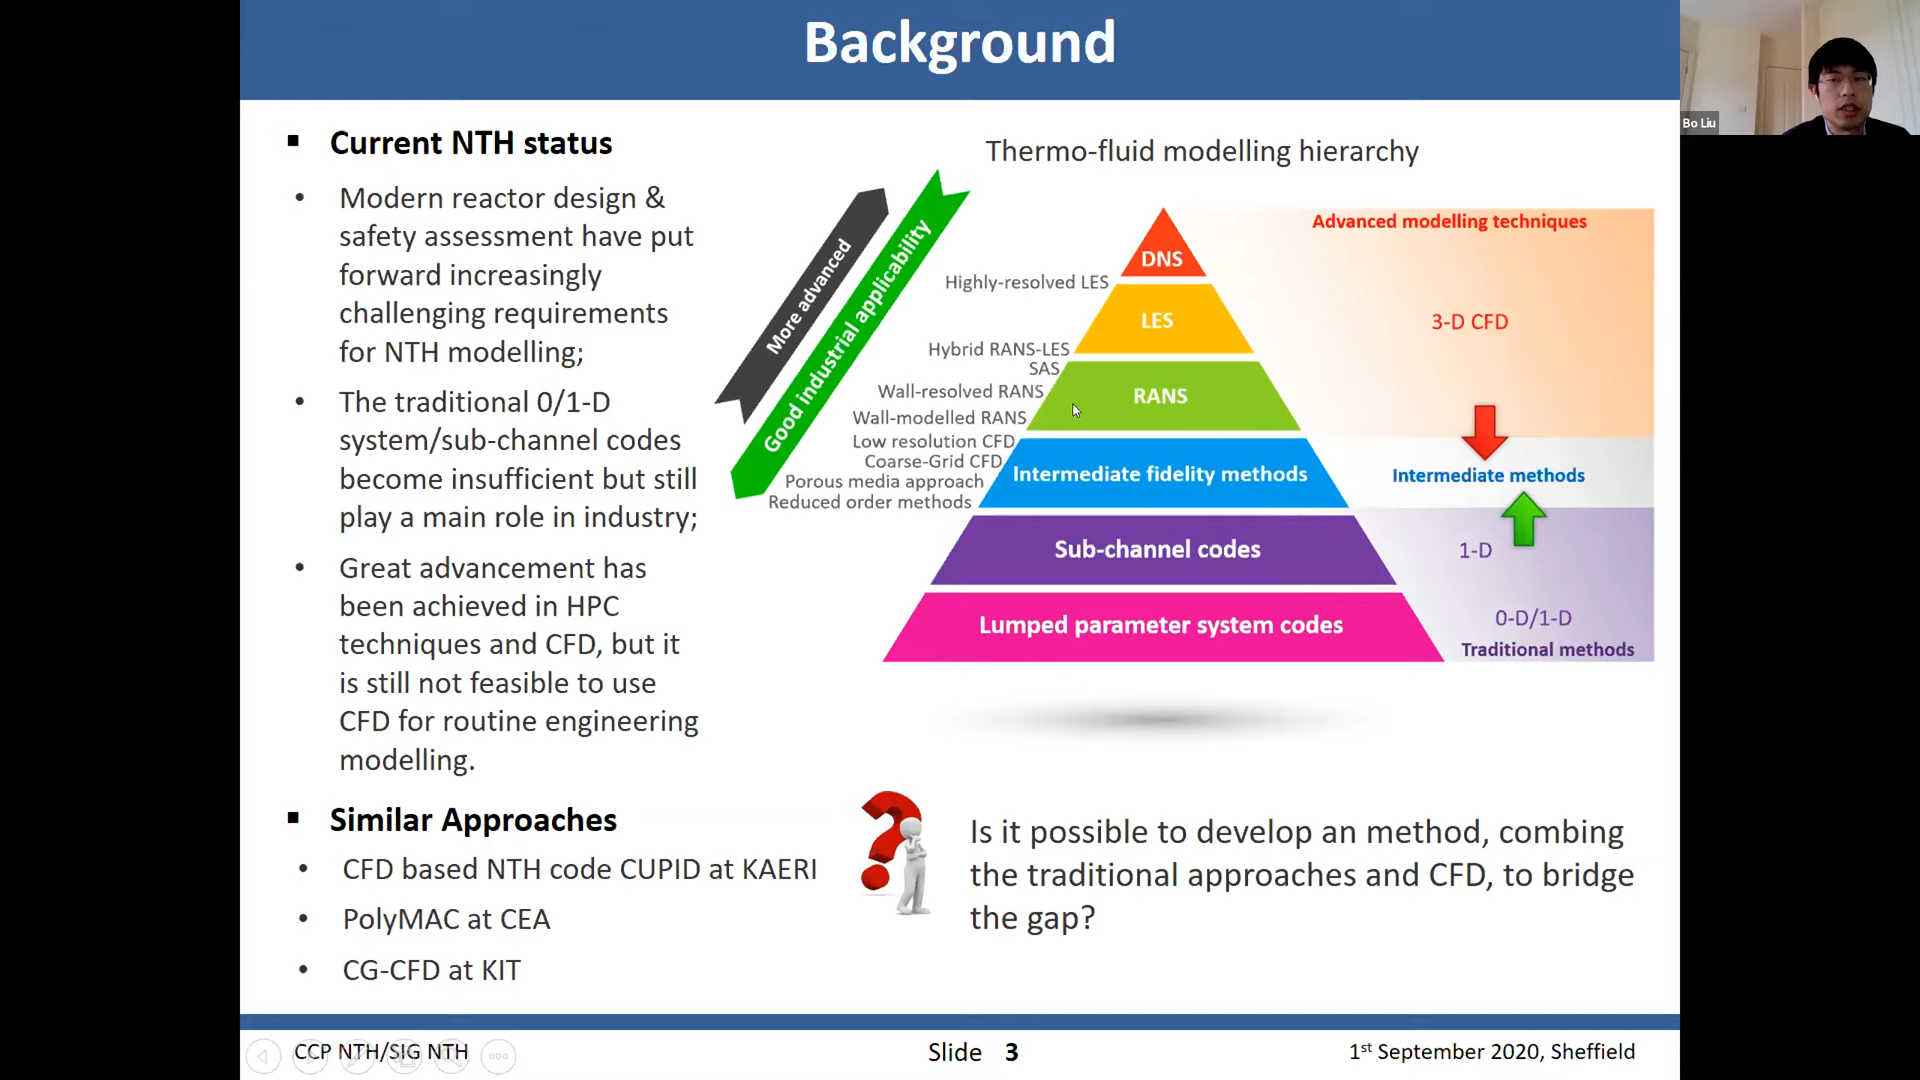 Background
Bo Liu
Current NTH status
Modern reactor design &
safety assessment have put
forward increasingly
challenging requirements
for NTH modelling;
The traditional 0/1-D
system/sub-channel codes
become insufficient but still
play a main role in industry;
Great advancement has
been achieved in HPC
techniques and CFD, but it
is still not feasible to use
CFD for routine engineering
modelling.
Similar Approaches
CFD based NTH code CUPID at KAERI
PolyMAC at CEA
CG-CFD at KIT
Thermo-fluid modelling hierarchy
More advanced
Good industrial applicability
Highly-resolved LES
Hybrid RANS-LES
SAS
Wall-resolved RANS
Wall-modelled RANS
Low resolution CFD
Coarse-Grid CFD
Porous media approach
Reduced order methods
DNS
LES
RANS
Intermediate fidelity methods
Sub-channel codes
Lumped parameter system codes
Advanced modelling techniques
3-D CFD
Intermediate methods
1-D
0-D/1-D
Traditional methods
Is it possible to develop an method, combing
the traditional approaches and CFD, to bridge
the gap?
CCP NTH/SIG NTH
Slide 3
1st September 2020, Sheffield